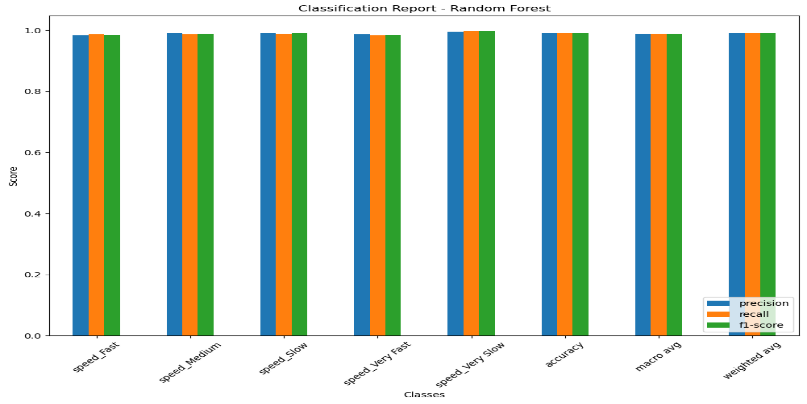 Classification Report - Random Forest
1.0
0.8
0.6
0.4
0.2
0.0
Score
precision
recall
f1-score
speed_Fast
speed_Medium
speed_Slow
speed_Very Fast
speed_Very Slow
accuracy
macro avg
weighted avg
Classes